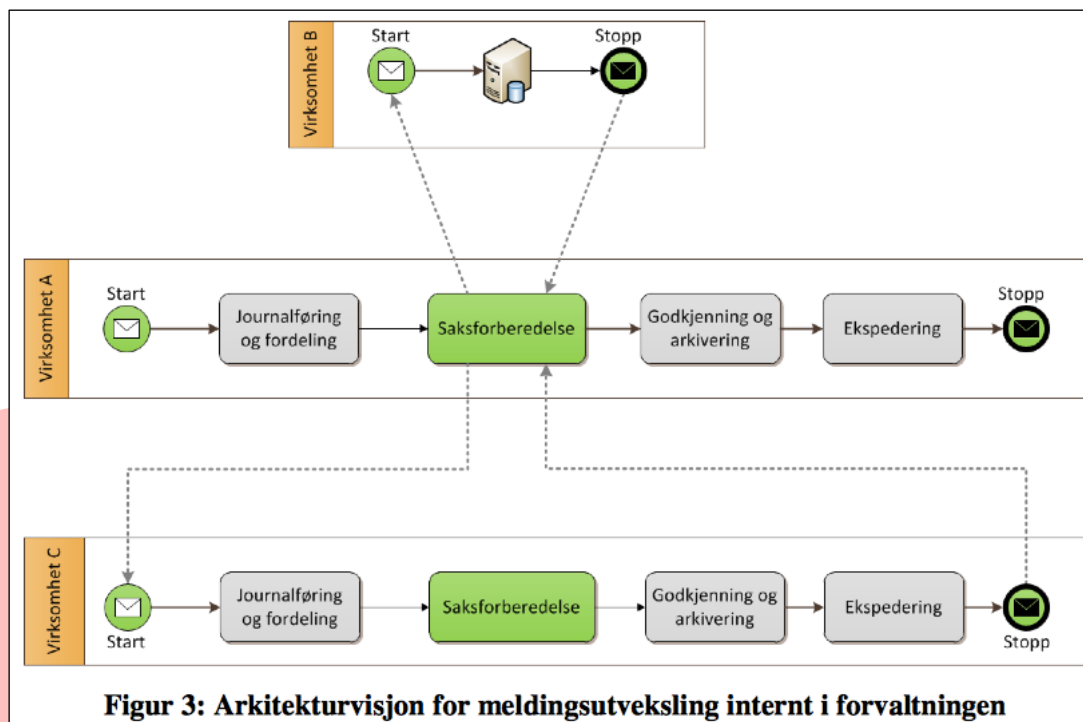 Virksomhet B
Start
Stopp
Virksomhet A
Start
Journalføring
og fordeling
Saksforberedelse
Godkjenning og
arkivering
Ekspedering
Stopp
Virksomhet C
Start
Journalføring
og fordeling
Saksforberedelse
Godkjenning og
arkivering
Ekspedering
Stopp
Figur 3: Arkitekturvisjon for meldingsutveksling internt i forvaltningen